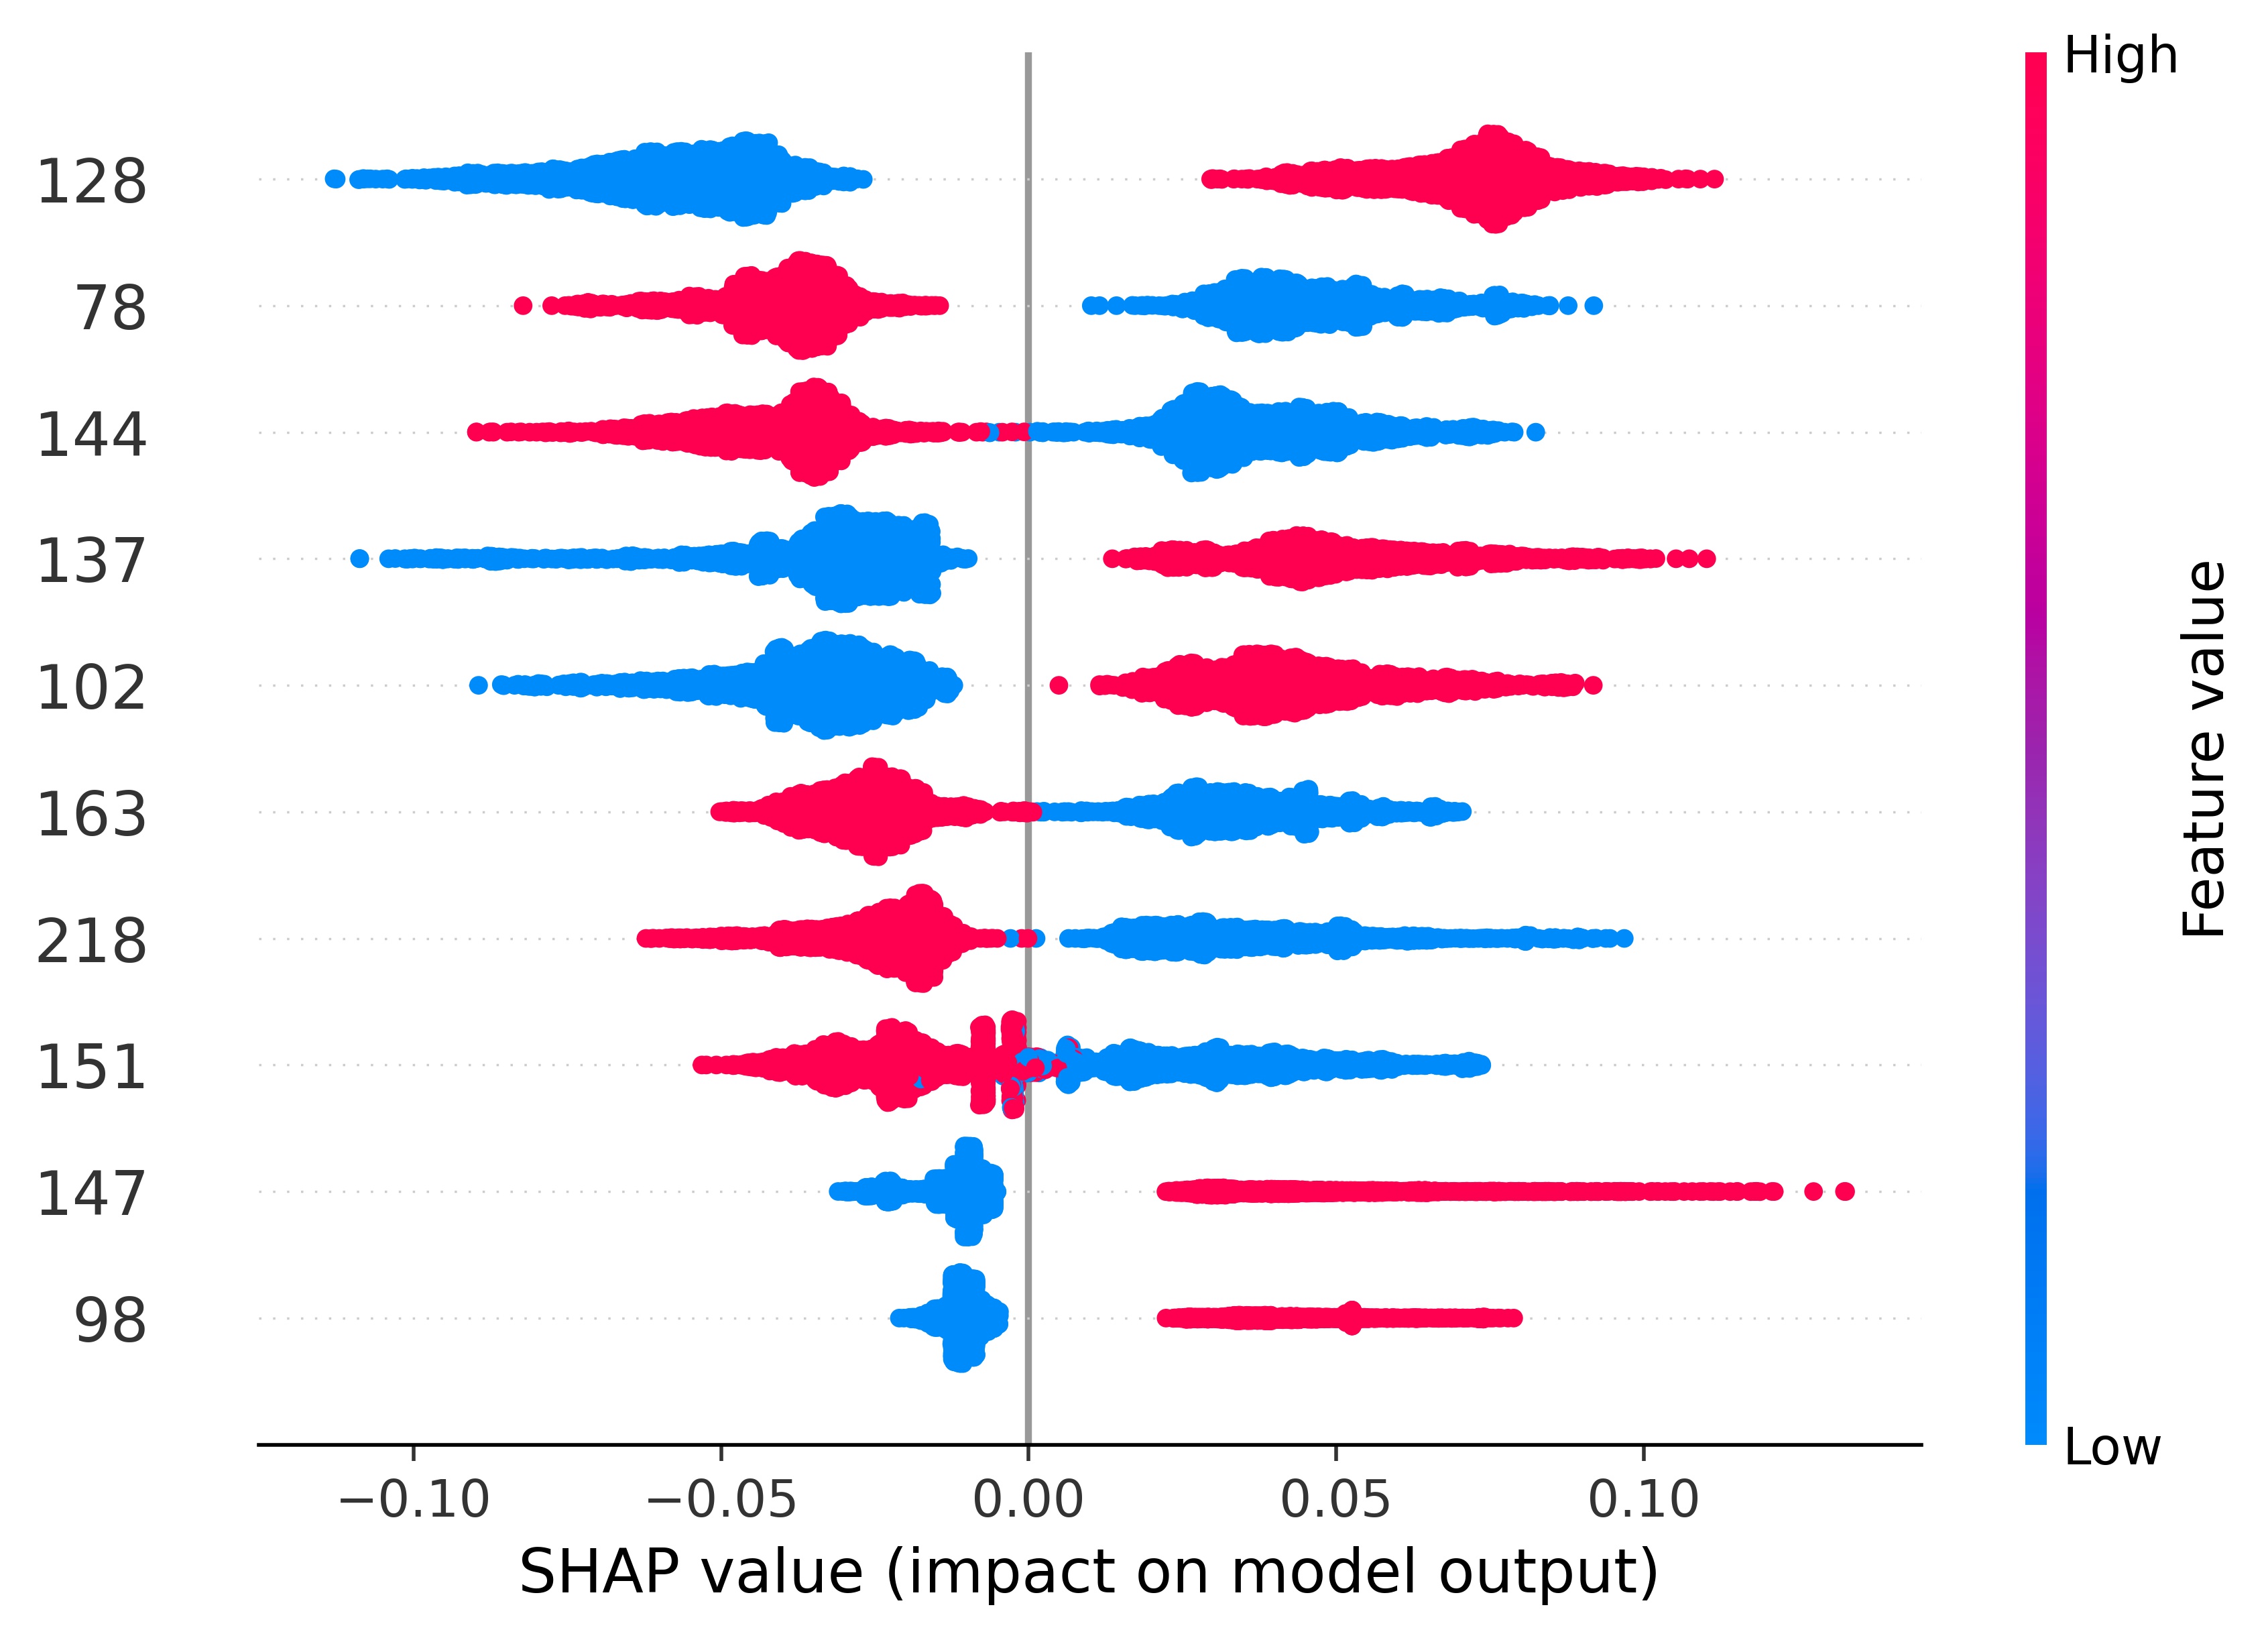 High
128
78
144
137
102
163
218
151
147
98
Low
Feature value
−0.10 −0.05 0.00 0.05 0.10
SHAP value (impact on model output)